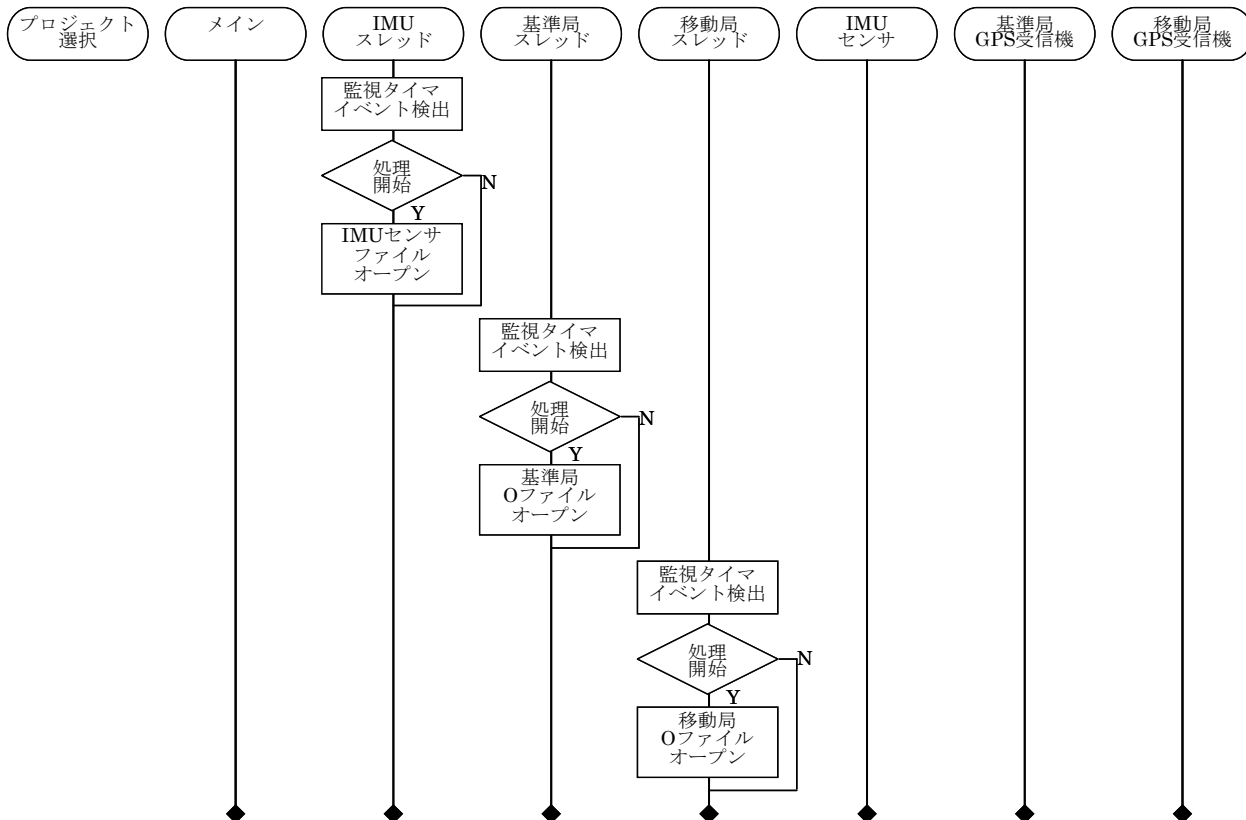 プロジェクト
選択
メイン
IMU
スレッド
基準局
スレッド
移動局
スレッド
IMU
センサ
基準局
GPS受信機
移動局
GPS受信機
監視タイマ
イベント検出
処理
開始
N
Y
IMUセンサ
ファイル
オープン
監視タイマ
イベント検出
処理
開始
N
Y
基準局
Oファイル
オープン
監視タイマ
イベント検出
処理
開始
N
Y
移動局
Oファイル
オープン